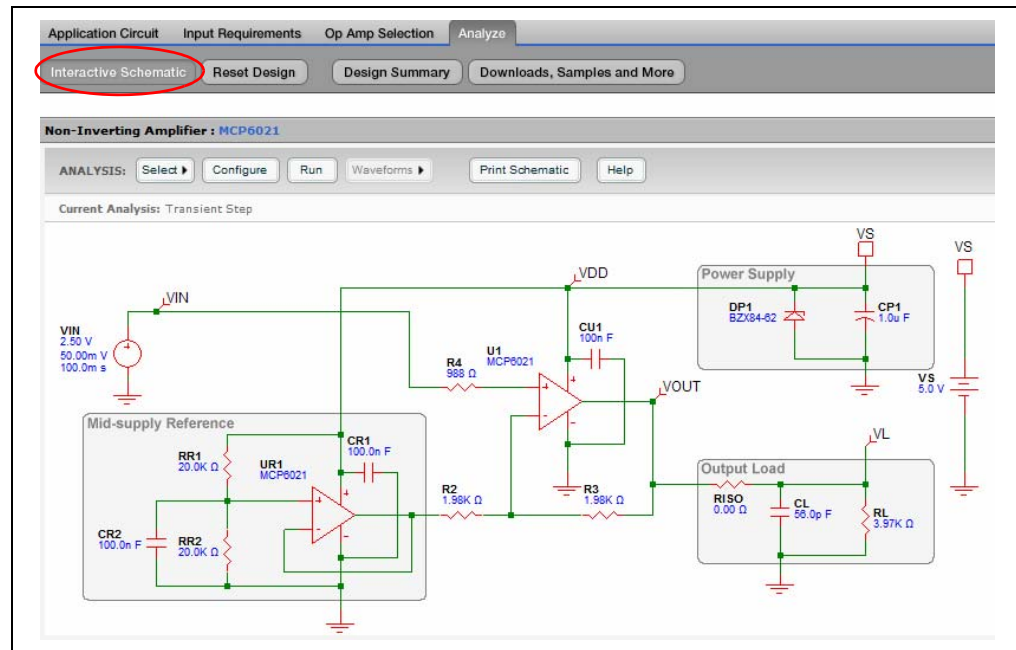 Application Circuit Input Requirements Op Amp Selection Analyze
Interactive Schematic Reset Design Design Summary Downloads, Samples and More
Non-Inverting Amplifier : MCP6021
ANALYSIS: Select Configure Run Waveforms Print Schematic Help
Current Analysis: Transient Step
VS
VS
VDD
Power Supply
VIN
DP1
BZX84-62
CP1
1.0u F
VIN
2.50 V
50.00m V
100.0m s
CU1
100n F
R4
988 Ω
U1
MCP6021
VOUT
VS
5.0 V
Mid-supply Reference
VL
RR1
20.0K Ω
UR1
MCP6021
CR1
100.0n F
Output Load
R2
1.98K Ω
R3
1.98K Ω
RISO
0.00 Ω
CL
56.0p F
RL
3.97K Ω
CR2
100.0n F
RR2
20.0K Ω